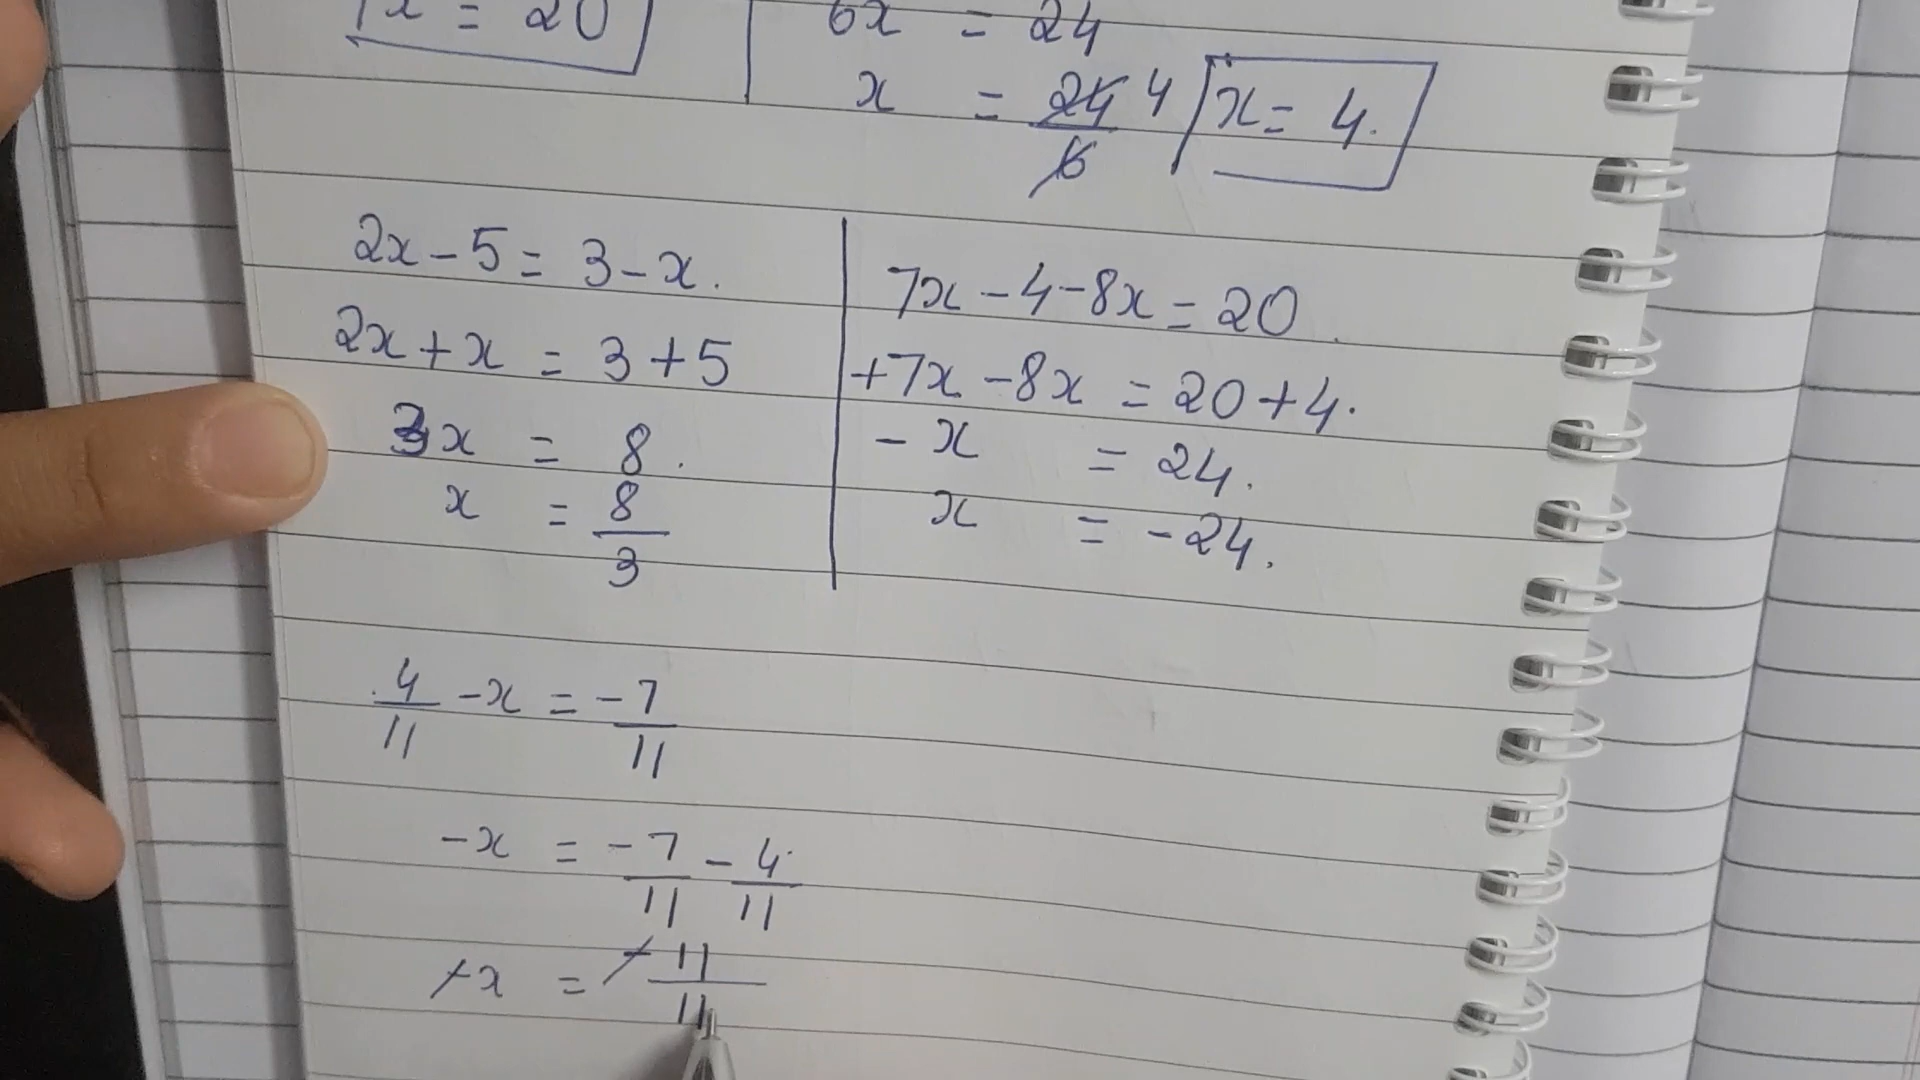 x = 20
6x = 24
x = 24/6 4
x = 4.
2x - 5 = 3 - x.
2x + x = 3 + 5
3x = 8.
x = 8/3
7x - 4 - 8x = 20.
+7x - 8x = 20 + 4.
- x = 24.
x = -24.
4/11 - x = -7/11
-x = -7/11 - 4/11
-x = -11/11